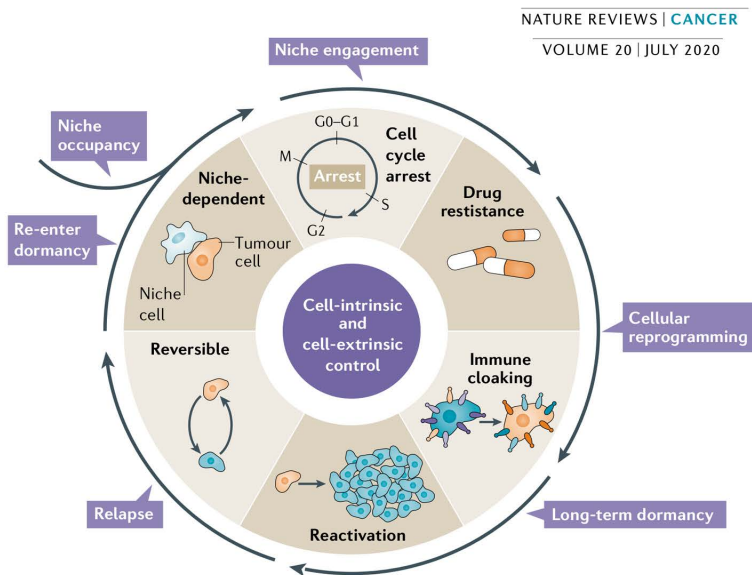 NATURE REVIEWS | CANCER
VOLUME 20 | JULY 2020
Niche engagement
Niche
occupancy
Re-enter
dormancy
Niche-
dependent
Tumour
cell
Niche
cell
G0–G1
M
Arrest
S
G2
Cell
cycle
arrest
Drug
restistance
Cellular
reprogramming
Cell-intrinsic
and
cell-extrinsic
control
Reversible
Immune
cloaking
Relapse
Reactivation
Long-term dormancy